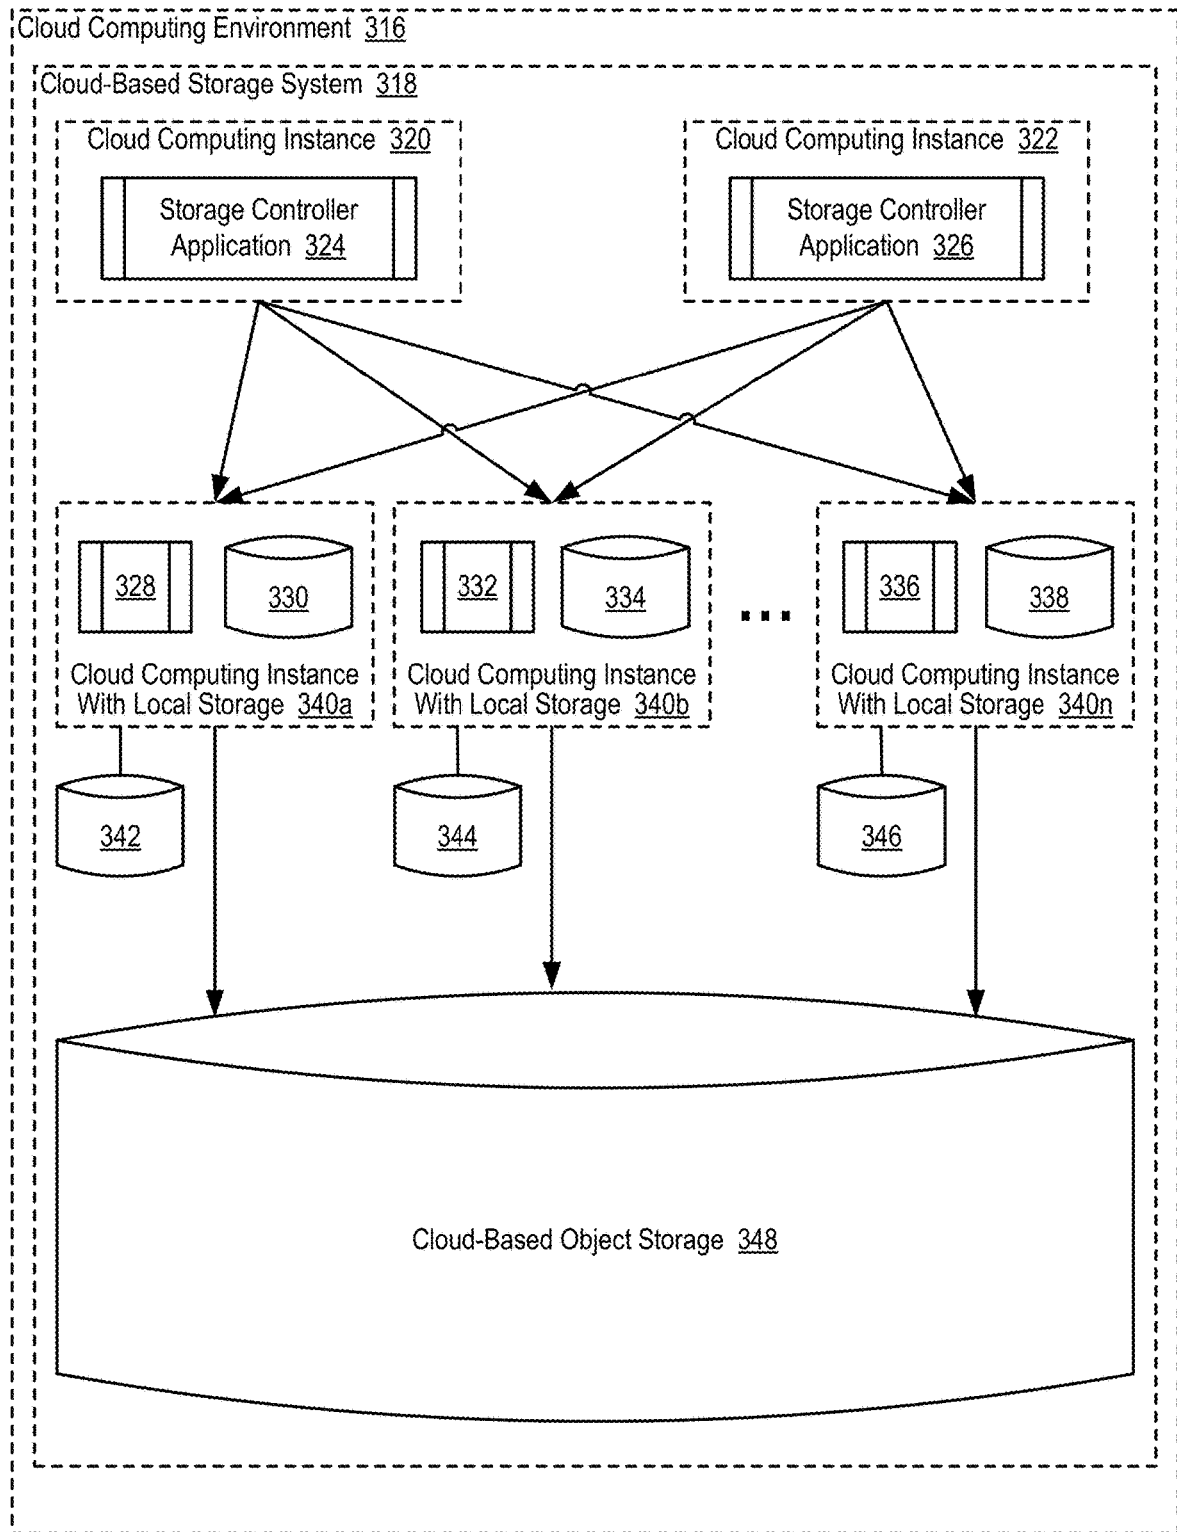 Cloud Computing Environment 316
Cloud-Based Storage System 318
Cloud Computing Instance 320
Storage Controller
Application 324
Cloud Computing Instance 322
Storage Controller
Application 326
328
330
Cloud Computing Instance
With Local Storage 340a
332
334
Cloud Computing Instance
With Local Storage 340b
...
336
338
Cloud Computing Instance
With Local Storage 340n
342
344
346
Cloud-Based Object Storage 348